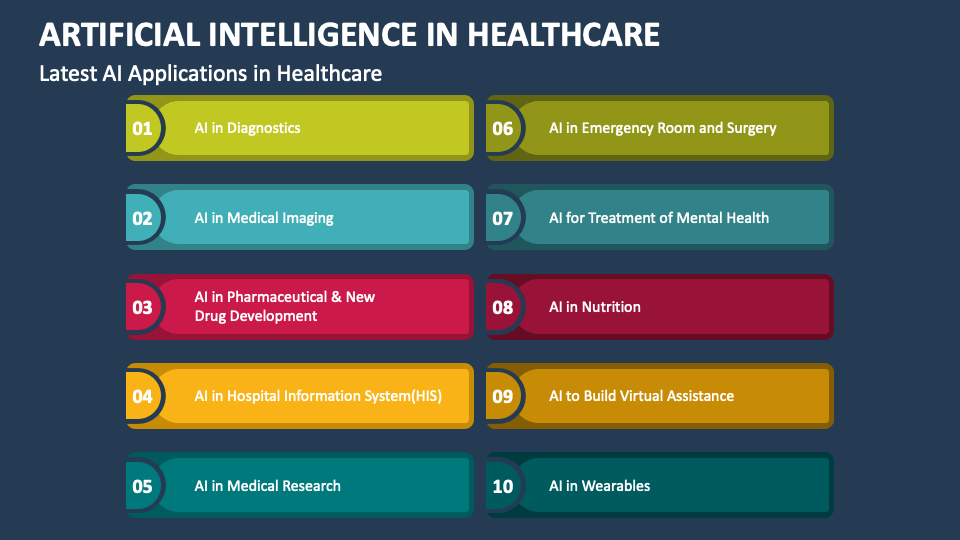 ARTIFICIAL INTELLIGENCE IN HEALTHCARE
Latest AI Applications in Healthcare
01
AI in Diagnostics
02
AI in Medical Imaging
03
AI in Pharmaceutical & New
Drug Development
04
AI in Hospital Information System(HIS)
05
AI in Medical Research
06
AI in Emergency Room and Surgery
07
AI for Treatment of Mental Health
08
AI in Nutrition
09
AI to Build Virtual Assistance
10
AI in Wearables